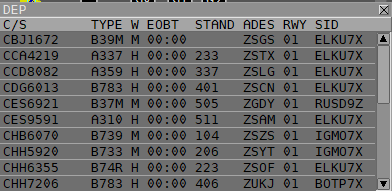 DEP
C/S TYPE W EOBT STAND ADES RWY SID
CBJ1672 B39M M 00:00 ZSGS 01 ELKU7X
CCA4219 A337 H 00:00 233 ZSTX 01 ELKU7X
CCD8082 A359 H 00:00 337 ZSLG 01 ELKU7X
CDG6013 B783 H 00:00 401 ZSCN 01 ELKU7X
CES6921 B37M M 00:00 505 ZGDY 01 RUSD9Z
CES9591 A310 H 00:00 511 ZSAM 01 ELKU7X
CHB6070 B739 M 00:00 104 ZSZS 01 IGMO7X
CHH5920 B733 M 00:00 206 ZSYT 01 IGMO7X
CHH6355 B74R H 00:00 223 ZSOF 01 ELKU7X
CHH7206 B783 H 00:00 406 ZUKJ 01 BOTP7X